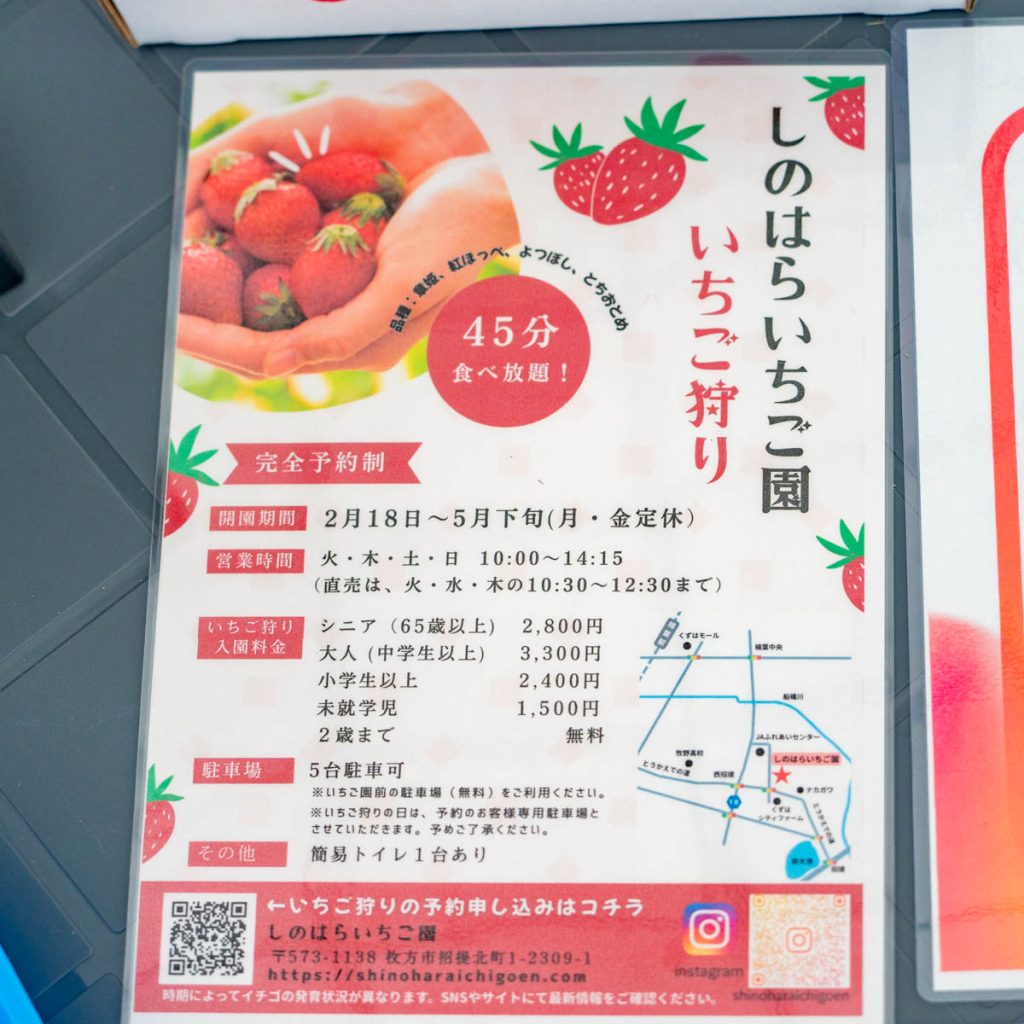 しのはらいちご園
いちご狩り
品種：章姫、紅ほっぺ、よつぼし、とちおとめ
45分
食べ放題！
完全予約制
開園期間 2月18日～5月下旬(月・金定休)
営業時間 火・木・土・日 10:00～14:15
(直売は、火・水・木の10:30～12:30まで)
いちご狩り
入園料金
シニア (65歳以上) 2,800円
大人 (中学生以上) 3,300円
小学生以上 2,400円
未就学児 1,500円
２歳まで 無料
駐車場 5台駐車可
※いちご園前の駐車場（無料）をご利用ください。
※いちご狩りの日は、予約のお客様専用駐車場と
させていただきます。予めご了承ください。
その他 簡易トイレ１台あり
くずはモール
樟葉中央
船橋川
JAふれあいセンター
牧野高校
しのはらいちご園
とうかえでの道
西招提
ナカガワ
くずは
シティファーム
とうかえでの道
招提
←いちご狩りの予約申し込みはコチラ
しのはらいちご園
〒573-1138 枚方市招提北町1-2309-1
https://shinoharaichigoen.com
instagram
shinoharaichigoen
時期によってイチゴの発育状況が異なります。SNSやサイトにて最新情報をご確認ください。